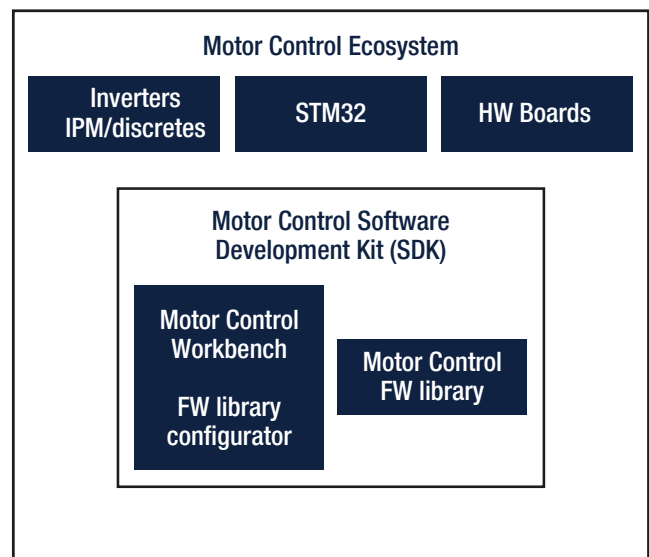 Motor Control Ecosystem
Inverters
IPM/discretes
STM32
HW Boards
Motor Control Software
Development Kit (SDK)
Motor Control
Workbench
FW library
configurator
Motor Control
FW library